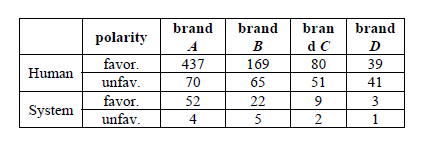 polarity brand A brand B bran d C brand D
Human favor. 437 169 80 39
unfav. 70 65 51 41
System favor. 52 22 9 3
unfav. 4 5 2 1